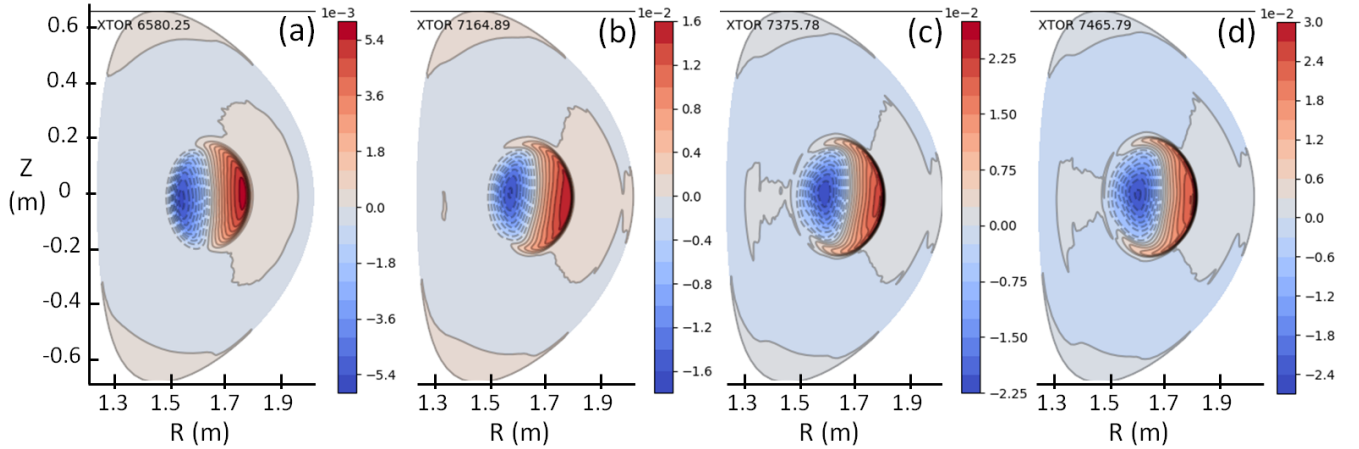 XTOR 6580.25
(a)
1e−3
5.4
3.6
1.8
0.0
−1.8
−3.6
−5.4
0.6
0.4
0.2
0
-0.2
-0.4
-0.6
Z
(m)
1.3 1.5 1.7 1.9
R (m)
XTOR 7164.89
(b)
1e−2
1.6
1.2
0.8
0.4
0.0
−0.4
−0.8
−1.2
−1.6
1.3 1.5 1.7 1.9
R (m)
XTOR 7375.78
(c)
1e−2
2.25
1.50
0.75
0.00
−0.75
−1.50
−2.25
1.3 1.5 1.7 1.9
R (m)
XTOR 7465.79
(d)
1e−2
3.0
2.4
1.8
1.2
0.6
0.0
−0.6
−1.2
−1.8
−2.4
1.3 1.5 1.7 1.9
R (m)